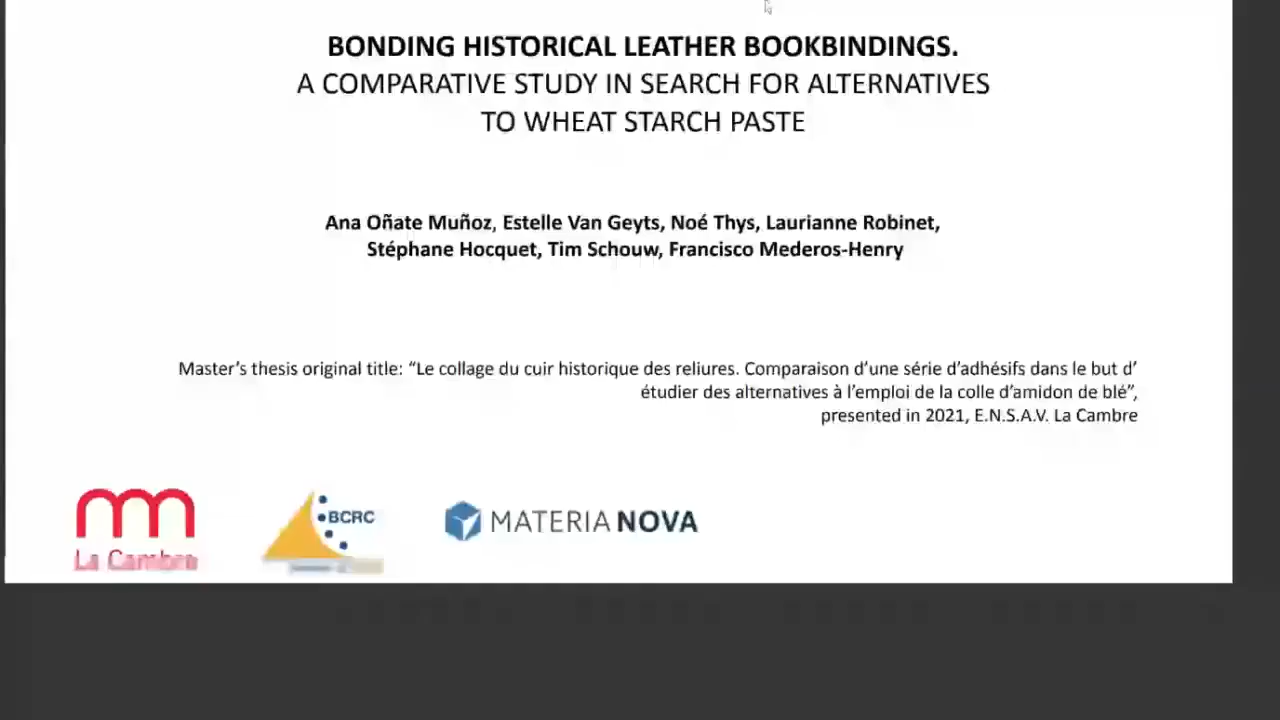 BONDING HISTORICAL LEATHER BOOKBINDINGS.
A COMPARATIVE STUDY IN SEARCH FOR ALTERNATIVES
TO WHEAT STARCH PASTE
Ana Oñate Muñoz, Estelle Van Geyts, Noé Thys, Laurianne Robinet,
Stéphane Hocquet, Tim Schouw, Francisco Mederos-Henry
Master’s thesis original title: “Le collage du cuir historique des reliures. Comparaison d’une série d’adhésifs dans le but d’
étudier des alternatives à l’emploi de la colle d’amidon de blé”,
presented in 2021, E.N.S.A.V. La Cambre
La Cambre
BCRC
MATERIA NOVA